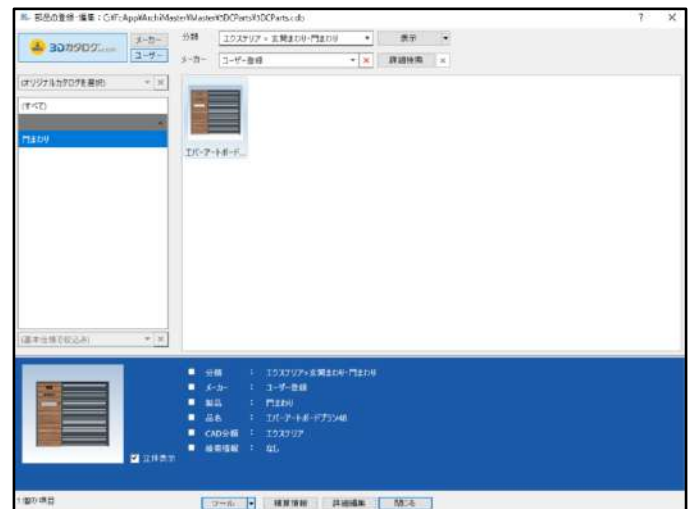 部品の登録・編集 : C:¥FcApp¥ArchiMaster¥Master¥3DCParts¥3DCParts.cdb
? ×
3Dカタログ.com
メーカー
ユーザー
分類 エクステリア > 玄関まわり・門まわり 表示
メーカー ユーザー登録 × 詳細検索 ×
(オリジナルカタログを選択) ×
(すべて)
門まわり
エバーアートボード...
(基本仕様で絞込み) ×
分類 : エクステリア>玄関まわり・門まわり
メーカー : ユーザー登録
製品 : 門まわり
品名 : エバーアートボードプラン48
CAD分類 : エクステリア
積算情報 : なし
立体表示
1 個の項目
ツール 積算情報 詳細編集 閉じる